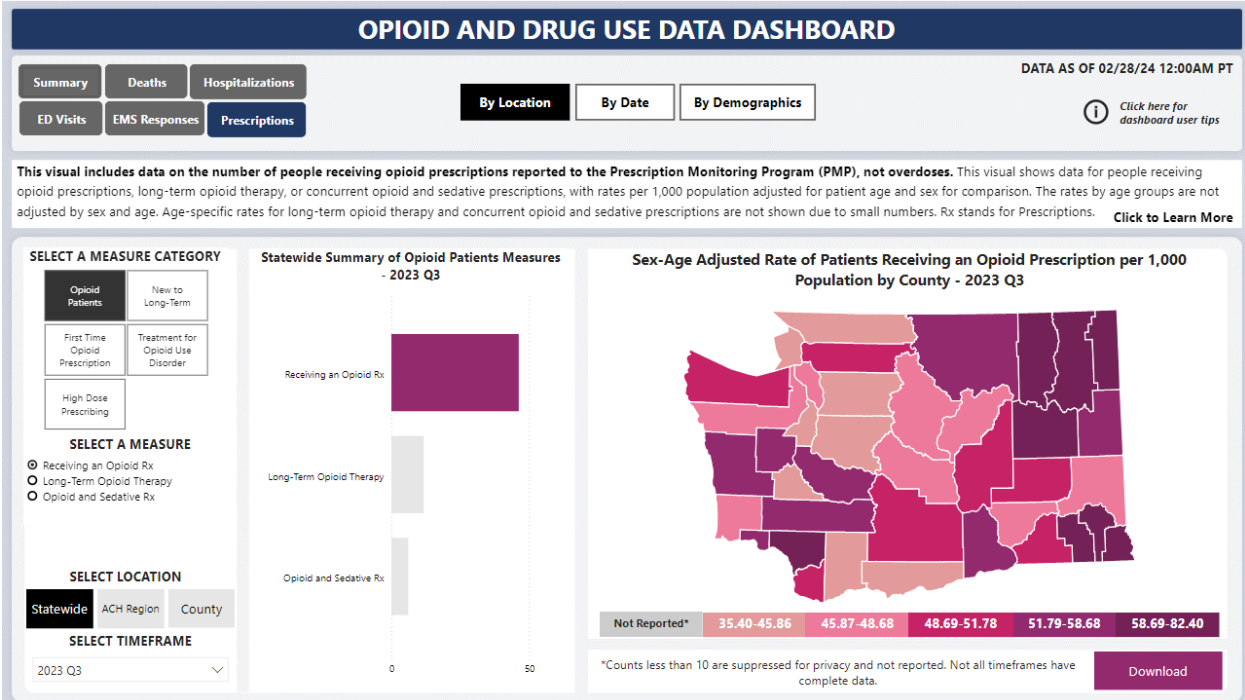 OPIOID AND DRUG USE DATA DASHBOARD
DATA AS OF 02/28/24 12:00AM PT
Summary
Deaths
Hospitalizations
ED Visits
EMS Responses
Prescriptions
By Location
By Date
By Demographics
i
Click here for
dashboard user tips
This visual includes data on the number of people receiving opioid prescriptions reported to the Prescription Monitoring Program (PMP), not overdoses. This visual shows data for people receiving
opioid prescriptions, long-term opioid therapy, or concurrent opioid and sedative prescriptions, with rates per 1,000 population adjusted for patient age and sex for comparison. The rates by age groups are not
adjusted by sex and age. Age-specific rates for long-term opioid therapy and concurrent opioid and sedative prescriptions are not shown due to small numbers. Rx stands for Prescriptions.
Click to Learn More
SELECT A MEASURE CATEGORY
Opioid
Patients
New to
Long-Term
First Time
Opioid
Prescription
Treatment for
Opioid Use
Disorder
High Dose
Prescribing
SELECT A MEASURE
Receiving an Opioid Rx
Long-Term Opioid Therapy
Opioid and Sedative Rx
SELECT LOCATION
Statewide
ACH Region
County
SELECT TIMEFRAME
2023 Q3
Statewide Summary of Opioid Patients Measures
- 2023 Q3
Receiving an Opioid Rx
Long-Term Opioid Therapy
Opioid and Sedative Rx
0
50
Sex-Age Adjusted Rate of Patients Receiving an Opioid Prescription per 1,000
Population by County - 2023 Q3
Not Reported*
35.40-45.86
45.87-48.68
48.69-51.78
51.79-58.68
58.69-82.40
*Counts less than 10 are suppressed for privacy and not reported. Not all timeframes have
complete data.
Download